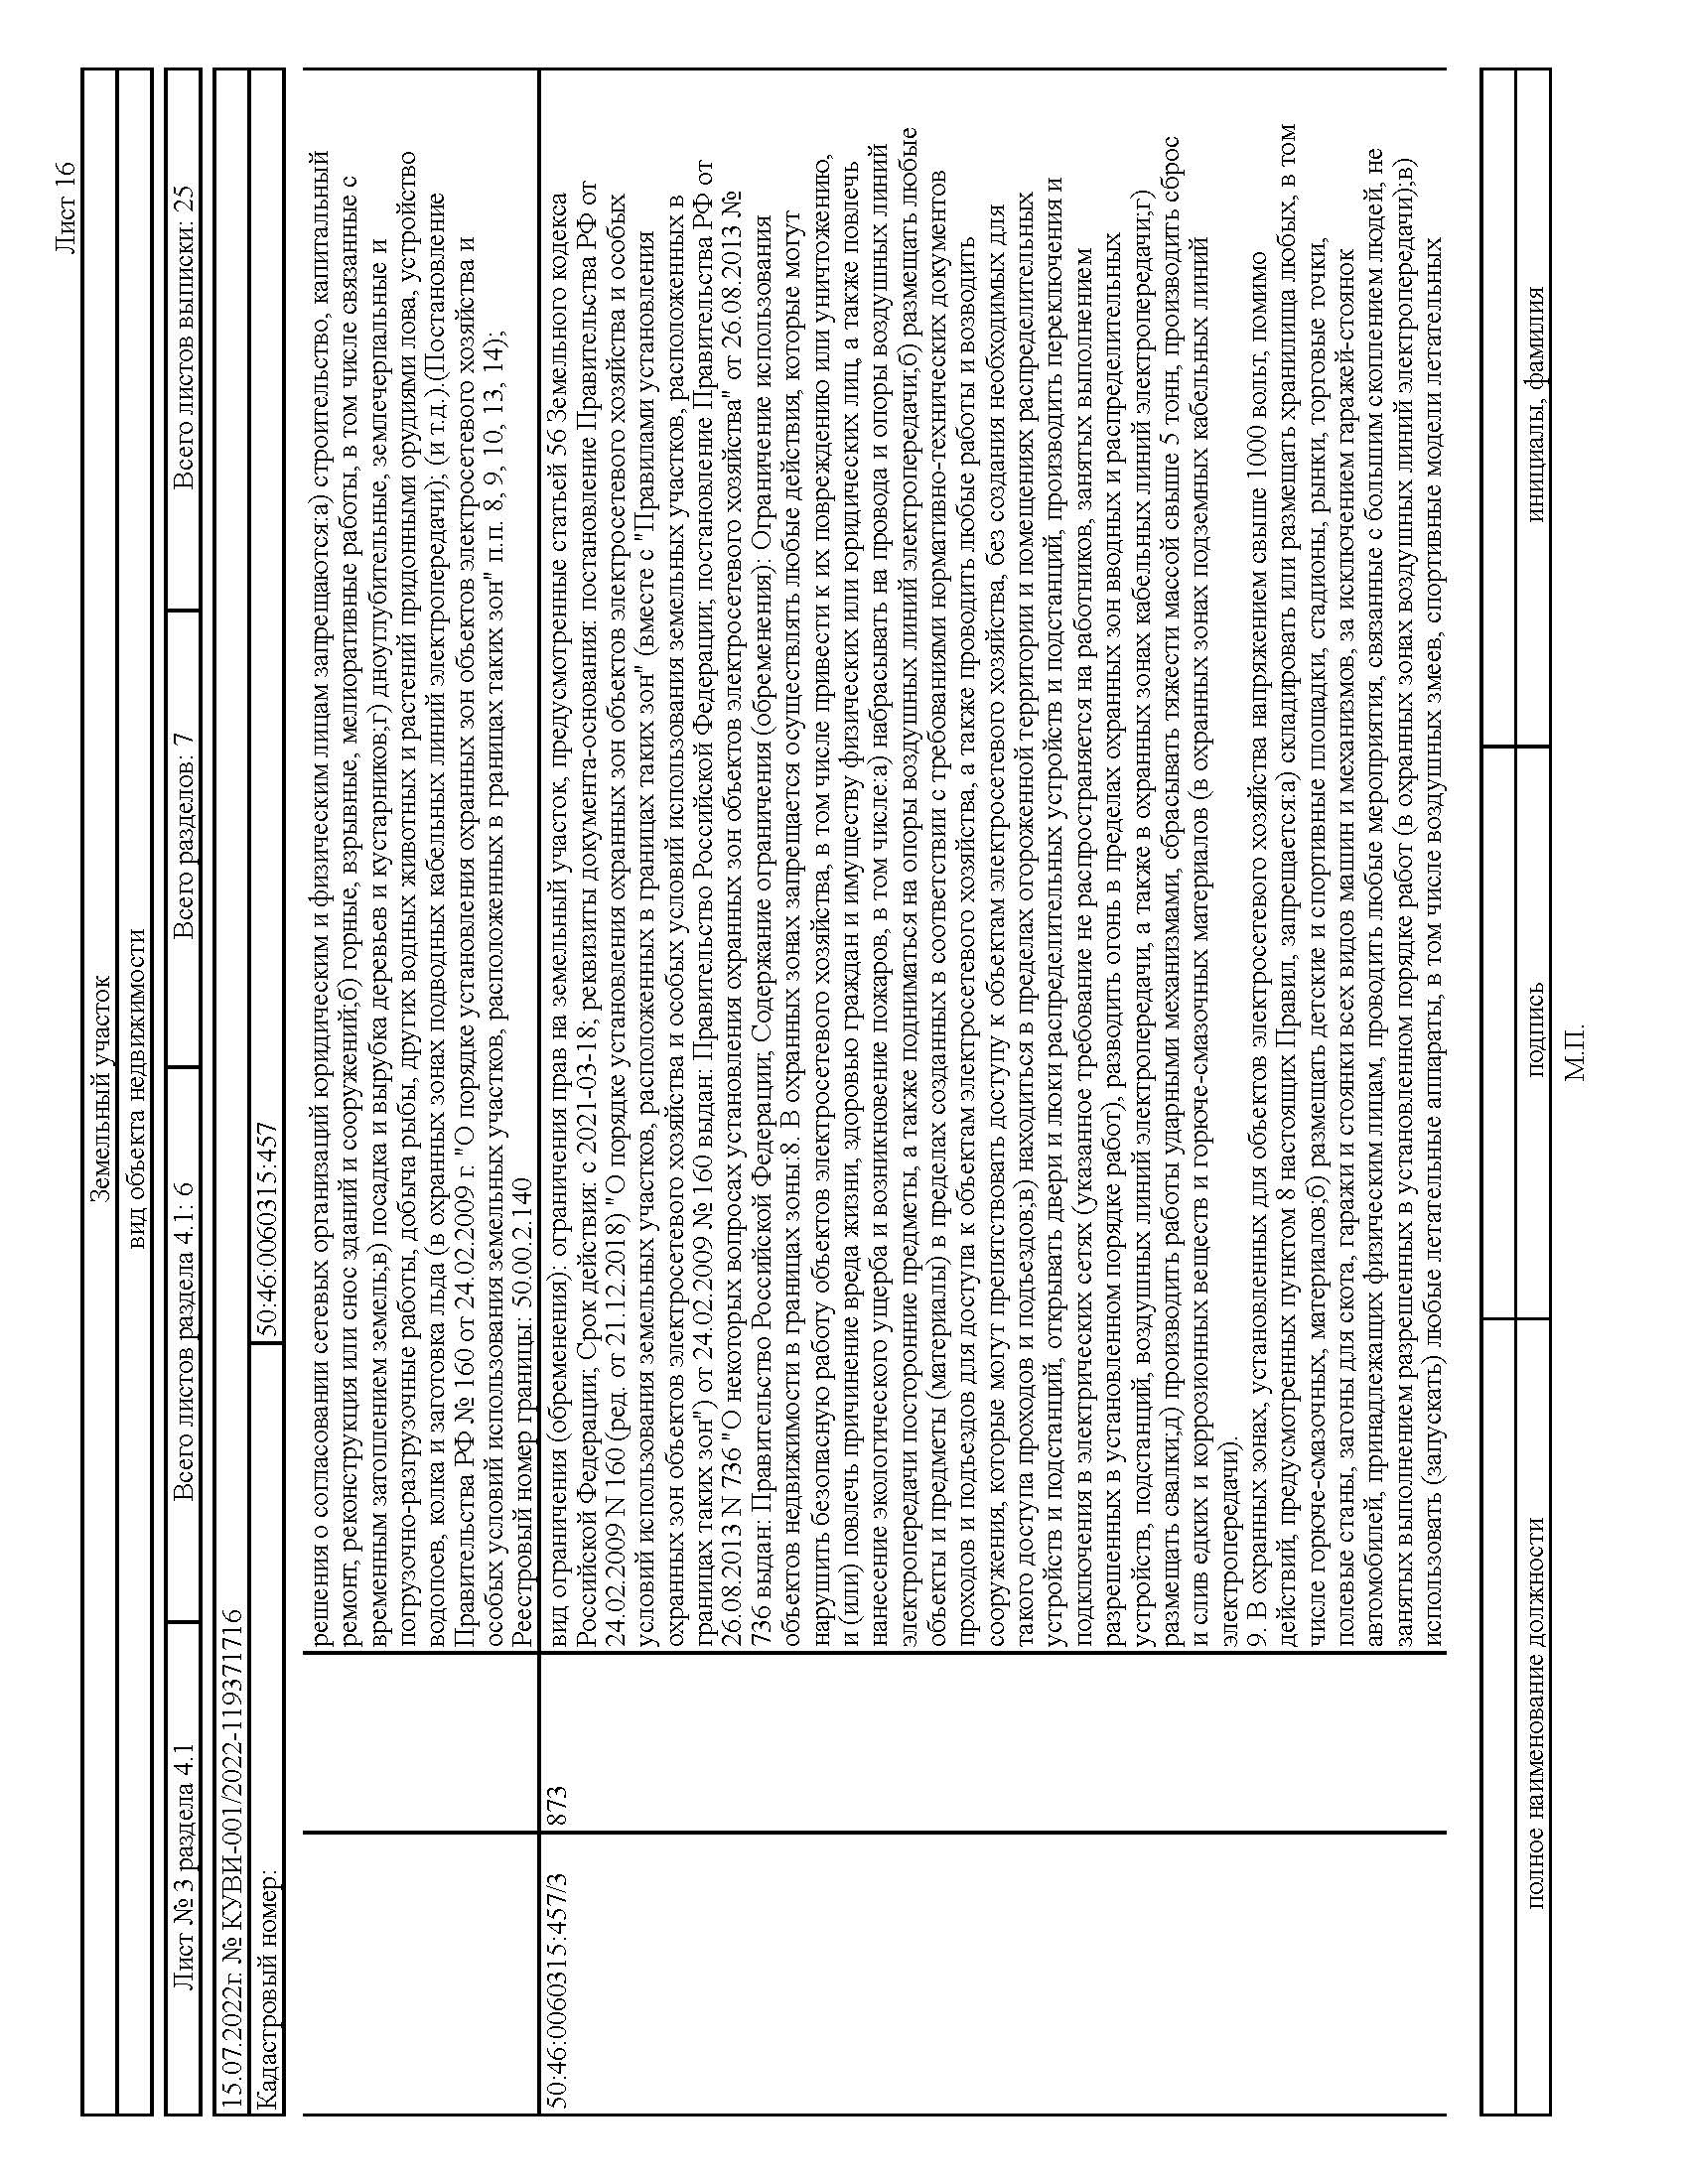 Лист 16
Земельный участок
вид объекта недвижимости
Лист № 3 раздела 4.1 Всего листов раздела 4.1: 6 Всего разделов: 7 Всего листов выписки: 25
15.07.2022г. № КУВИ-001/2022-119371716
Кадастровый номер: 50:46:0060315:457
решения о согласовании сетевых организаций юридическим и физическим лицам запрещаются:а) строительство, капитальный
ремонт, реконструкция или снос зданий и сооружений;б) горные, взрывные, мелиоративные работы, в том числе связанные с
временным затоплением земель;в) посадка и вырубка деревьев и кустарников;г) дноуглубительные, землечерпальные и
погрузочно-разгрузочные работы, добыча рыбы, других водных животных и растений придонными орудиями лова, устройство
водопоев, колка и заготовка льда (в охранных зонах подводных кабельных линий электропередачи); (и т.д.).(Постановление
Правительства РФ № 160 от 24.02.2009 г. "О порядке установления охранных зон объектов электросетевого хозяйства и
особых условий использования земельных участков, расположенных в границах таких зон" п.п. 8, 9, 10, 13, 14);
Реестровый номер границы: 50.00.2.140
50:46:0060315:457/3 873 вид ограничения (обременения): ограничения прав на земельный участок, предусмотренные статьей 56 Земельного кодекса
Российской Федерации; Срок действия: с 2021-03-18; реквизиты документа-основания: постановление Правительства РФ от
24.02.2009 N 160 (ред. от 21.12.2018) "О порядке установления охранных зон объектов электросетевого хозяйства и особых
условий использования земельных участков, расположенных в границах таких зон" (вместе с "Правилами установления
охранных зон объектов электросетевого хозяйства и особых условий использования земельных участков, расположенных в
границах таких зон") от 24.02.2009 № 160 выдан: Правительство Российской Федерации; постановление Правительства РФ от
26.08.2013 N 736 "О некоторых вопросах установления охранных зон объектов электросетевого хозяйства" от 26.08.2013 №
736 выдан: Правительство Российской Федерации; Содержание ограничения (обременения): Ограничение использования
объектов недвижимости в границах зоны:8. В охранных зонах запрещается осуществлять любые действия, которые могут
нарушить безопасную работу объектов электросетевого хозяйства, в том числе привести к их повреждению или уничтожению,
и (или) повлечь причинение вреда жизни, здоровью граждан и имуществу физических или юридических лиц, а также повлечь
нанесение экологического ущерба и возникновение пожаров, в том числе:а) набрасывать на провода и опоры воздушных линий
электропередачи посторонние предметы, а также подниматься на опоры воздушных линий электропередачи;б) размещать любые
объекты и предметы (материалы) в пределах созданных в соответствии с требованиями нормативно-технических документов
проходов и подъездов для доступа к объектам электросетевого хозяйства, а также проводить любые работы и возводить
сооружения, которые могут препятствовать доступу к объектам электросетевого хозяйства, без создания необходимых для
такого доступа проходов и подъездов;в) находиться в пределах огороженной территории и помещениях распределительных
устройств и подстанций, открывать двери и люки распределительных устройств и подстанций, производить переключения и
подключения в электрических сетях (указанное требование не распространяется на работников, занятых выполнением
разрешенных в установленном порядке работ), разводить огонь в пределах охранных зон вводных и распределительных
устройств, подстанций, воздушных линий электропередачи, а также в охранных зонах кабельных линий электропередачи;г)
размещать свалки;д) производить работы ударными механизмами, сбрасывать тяжести массой свыше 5 тонн, производить сброс
и слив едких и коррозионных веществ и горюче-смазочных материалов (в охранных зонах подземных кабельных линий
электропередачи).
9. В охранных зонах, установленных для объектов электросетевого хозяйства напряжением свыше 1000 вольт, помимо
действий, предусмотренных пунктом 8 настоящих Правил, запрещается:а) складировать или размещать хранилища любых, в том
числе горюче-смазочных, материалов;б) размещать детские и спортивные площадки, стадионы, рынки, торговые точки,
полевые станы, загоны для скота, гаражи и стоянки всех видов машин и механизмов, за исключением гаражей-стоянок
автомобилей, принадлежащих физическим лицам, проводить любые мероприятия, связанные с большим скоплением людей, не
занятых выполнением разрешенных в установленном порядке работ (в охранных зонах воздушных линий электропередачи);в)
использовать (запускать) любые летательные аппараты, в том числе воздушных змеев, спортивные модели летательных
полное наименование должности подпись инициалы, фамилия
М.П.